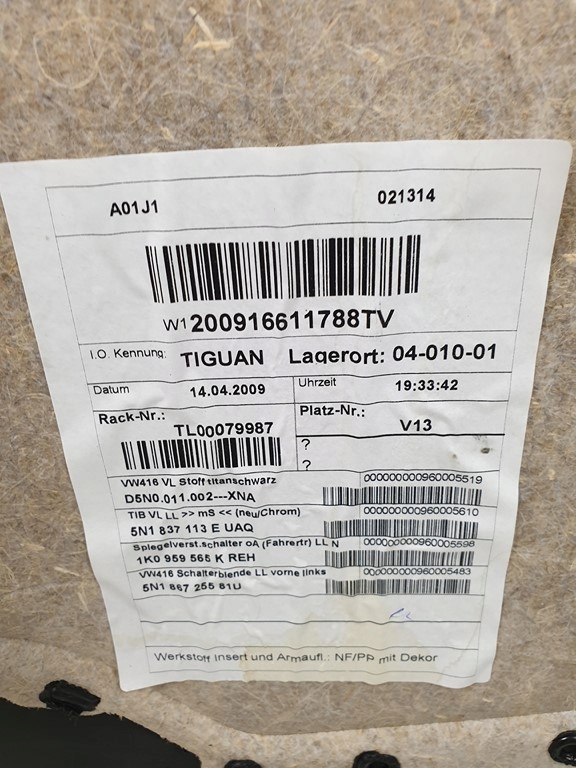 A01J1 021314
W1200916611788TV
I.O. Kennung: TIGUAN Lagerort: 04-010-01
Datum 14.04.2009 Uhrzeit 19:33:42
Rack-Nr.: TL00079987 Platz-Nr.: V13
?
?
VW416 VL Stoff titanschwarz 000000000960005519
D5N0.011.002---XNA
TIB VL LL >> mS << (neu/Chrom) 000000000960005610
5N1 837 113 E UAQ
Spiegelverst.schalter oA (Fahrertr) LL N 000000000960005598
1K0 959 565 K REH
VW416 Schalterblende LL vorne links 000000000960005483
5N1 867 255 81U
Werkstoff Insert und Armaufl.: NF/PP mit Dekor